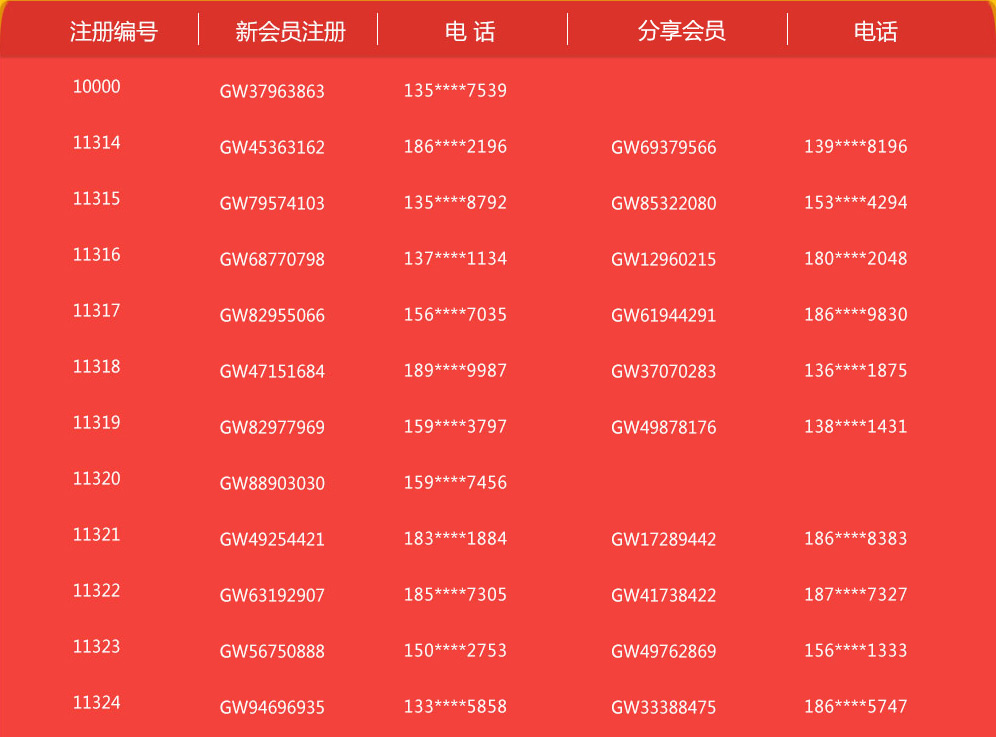 注册编号 新会员注册 电 话 分享会员 电话
10000 GW37963863 135****7539
11314 GW45363162 186****2196 GW69379566 139****8196
11315 GW79574103 135****8792 GW85322080 153****4294
11316 GW68770798 137****1134 GW12960215 180****2048
11317 GW82955066 156****7035 GW61944291 186****9830
11318 GW47151684 189****9987 GW37070283 136****1875
11319 GW82977969 159****3797 GW49878176 138****1431
11320 GW88903030 159****7456
11321 GW49254421 183****1884 GW17289442 186****8383
11322 GW63192907 185****7305 GW41738422 187****7327
11323 GW56750888 150****2753 GW49762869 156****1333
11324 GW94696935 133****5858 GW33388475 186****5747